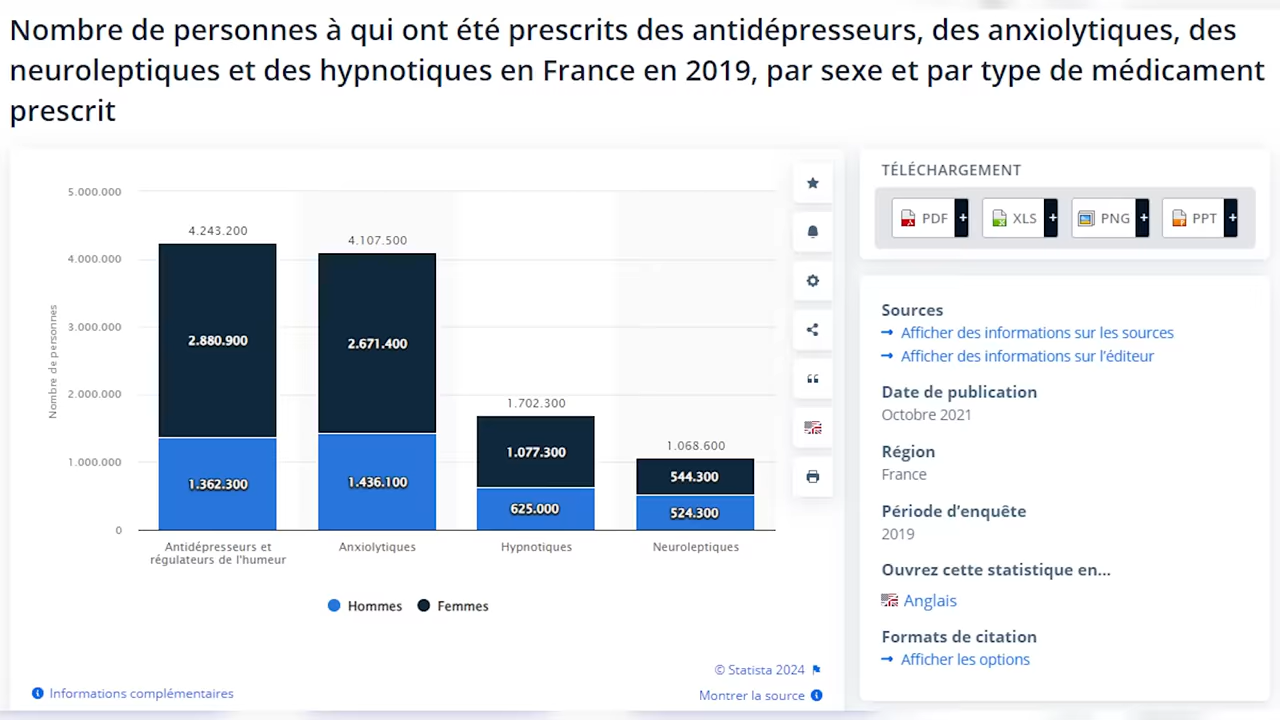 Nombre de personnes à qui ont été prescrits des antidépresseurs, des anxiolytiques, des
neuroleptiques et des hypnotiques en France en 2019, par sexe et par type de médicament
prescrit
Nombre de personnes
5.000.000
4.000.000
3.000.000
2.000.000
1.000.000
0
4.243.200
2.880.900
1.362.300
4.107.500
2.671.400
1.436.100
1.702.300
1.077.300
625.000
1.068.600
544.300
524.300
Antidépresseurs et
régulateurs de l'humeur
Anxiolytiques
Hypnotiques
Neuroleptiques
Hommes
Femmes
© Statista 2024
Informations complémentaires
Montrer la source
TÉLÉCHARGEMENT
PDF +
XLS +
PNG +
PPT +
Sources
→ Afficher des informations sur les sources
→ Afficher des informations sur l’éditeur
Date de publication
Octobre 2021
Région
France
Période d’enquête
2019
Ouvrez cette statistique en...
Anglais
Formats de citation
→ Afficher les options